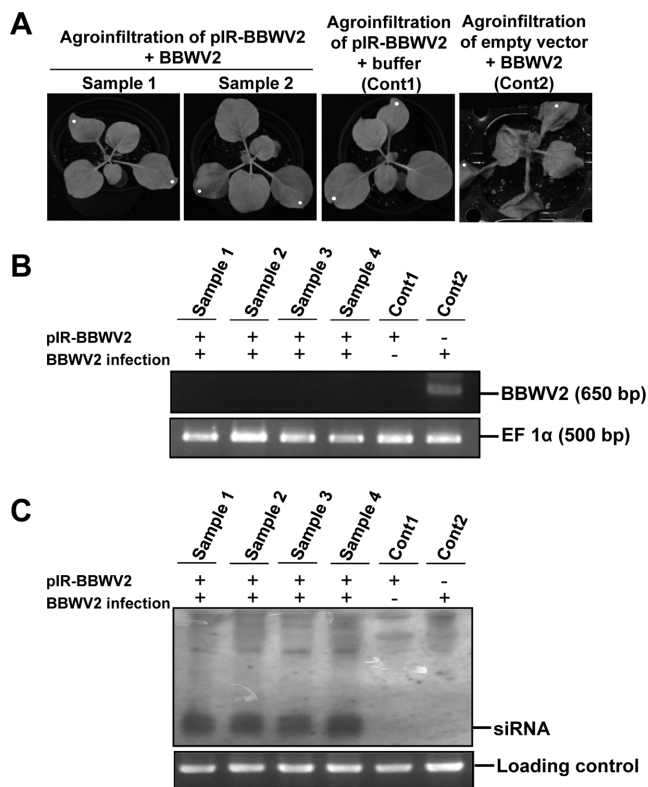 A
Agroinfiltration of pIR-BBWV2
+ BBWV2
Sample 1
Sample 2
Agroinfiltration
of pIR-BBWV2
+ buffer
(Cont1)
Agroinfiltration
of empty vector
+ BBWV2
(Cont2)
B
Sample 1
Sample 2
Sample 3
Sample 4
Cont1
Cont2
pIR-BBWV2 + + + + + -
BBWV2 infection + + + + - +
BBWV2 (650 bp)
EF 1α (500 bp)
C
Sample 1
Sample 2
Sample 3
Sample 4
Cont1
Cont2
pIR-BBWV2 + + + + + -
BBWV2 infection + + + + - +
siRNA
Loading control